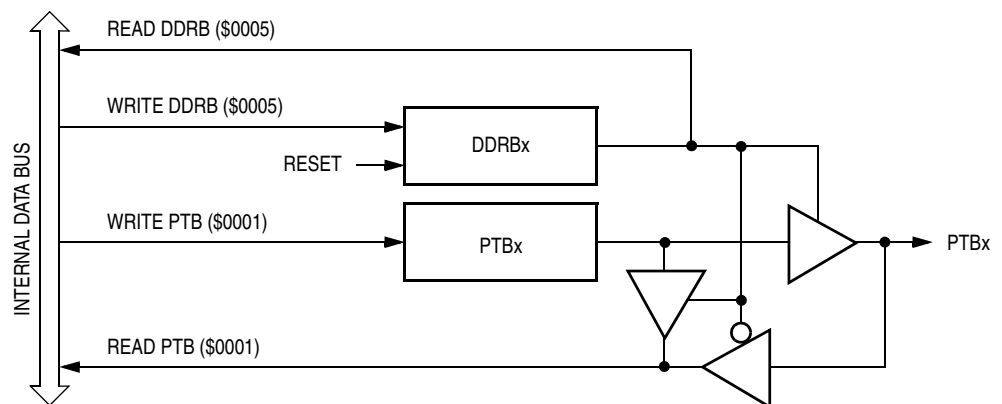 READ DDRB ($0005)
WRITE DDRB ($0005)
DDRBx
RESET
INTERNAL DATA BUS
WRITE PTB ($0001)
PTBx
PTBx
READ PTB ($0001)